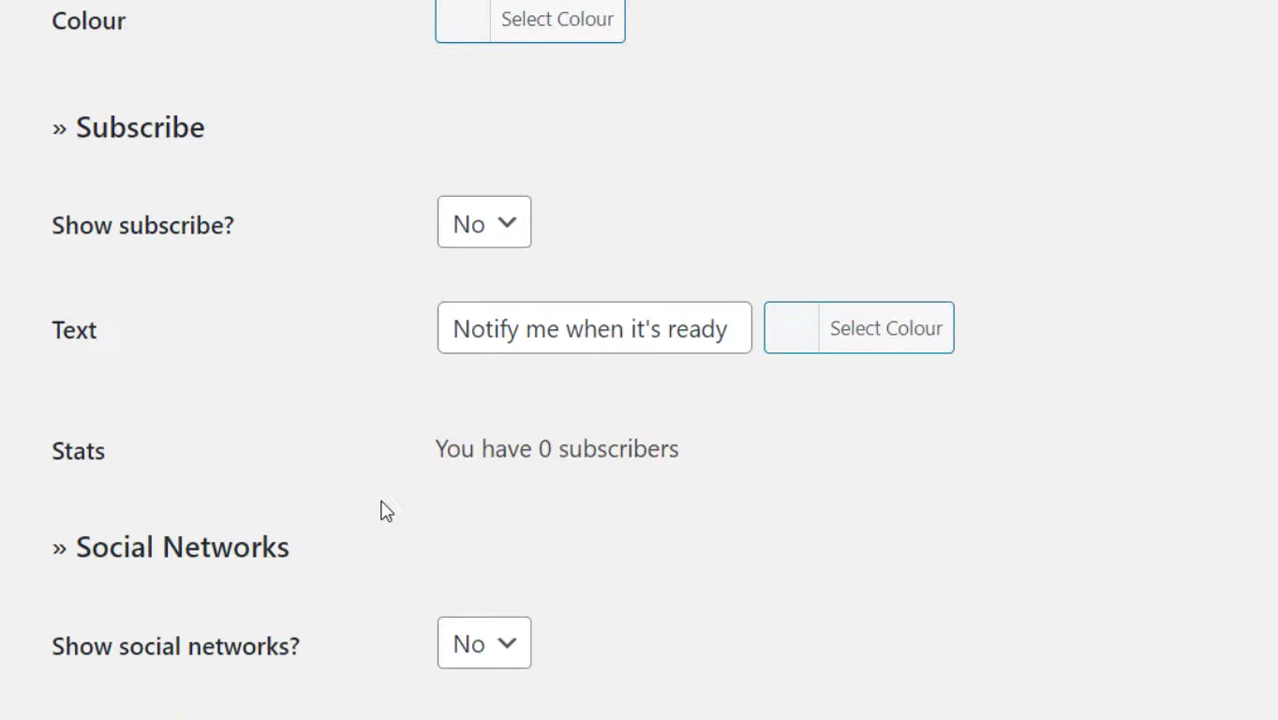 Colour
Select Colour
» Subscribe
Show subscribe?
No
Text
Notify me when it's ready
Select Colour
Stats
You have 0 subscribers
» Social Networks
Show social networks?
No